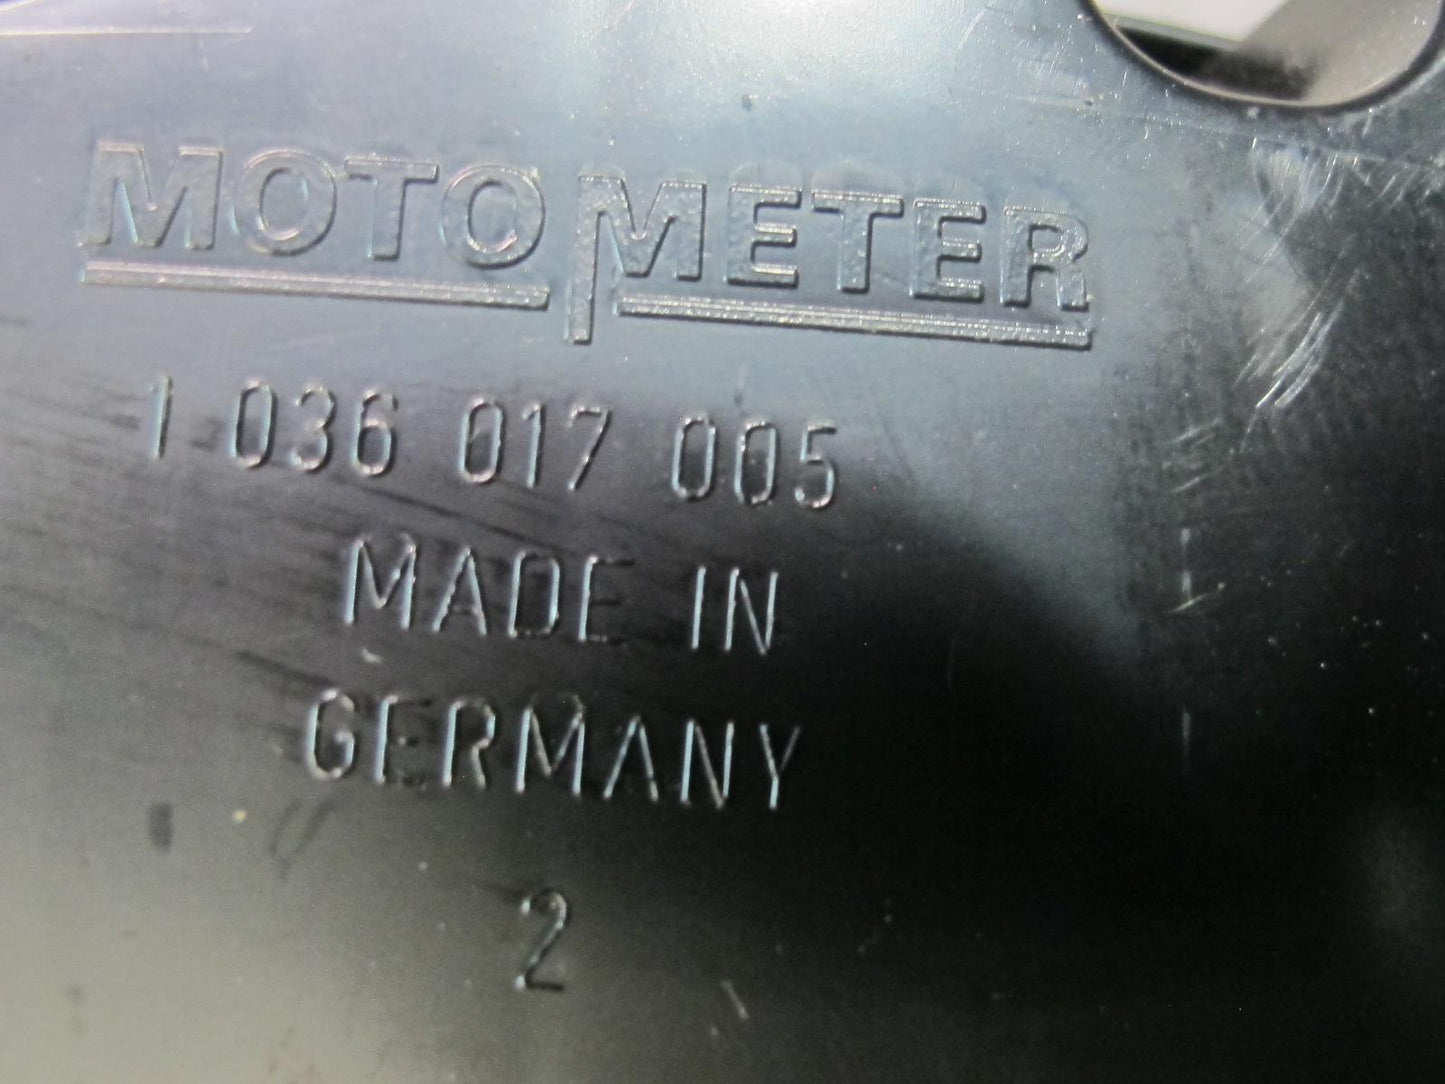 MOTOMETER
1 036 017 005
MADE IN
GERMANY
2